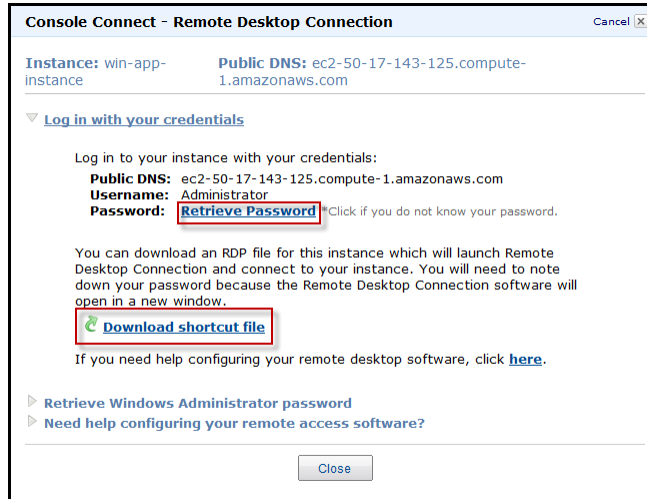 Console Connect - Remote Desktop Connection
Cancel
Instance: win-app-instance
Public DNS: ec2-50-17-143-125.compute-1.amazonaws.com
Log in with your credentials
Log in to your instance with your credentials:
Public DNS: ec2-50-17-143-125.compute-1.amazonaws.com
Username: Administrator
Password: Retrieve Password *Click if you do not know your password.
You can download an RDP file for this instance which will launch Remote
Desktop Connection and connect to your instance. You will need to note
down your password because the Remote Desktop Connection software will
open in a new window.
Download shortcut file
If you need help configuring your remote desktop software, click here.
Retrieve Windows Administrator password
Need help configuring your remote access software?
Close